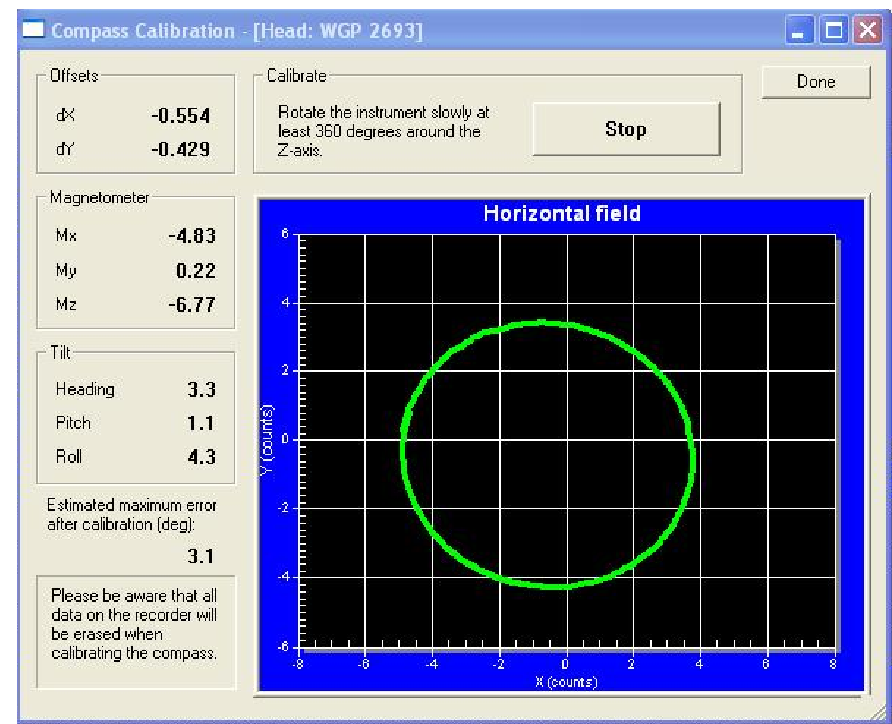 Compass Calibration - [Head: WGP 2693]
Offsets
dX -0.554
dY -0.429
Calibrate
Rotate the instrument slowly at
least 360 degrees around the
Z-axis.
Stop
Done
Magnetometer
Mx -4.83
My 0.22
Mz -6.77
Tilt
Heading 3.3
Pitch 1.1
Roll 4.3
Estimated maximum error
after calibration (deg):
3.1
Please be aware that all
data on the recorder will
be erased when
calibrating the compass.
Horizontal field
6
4
2
0
-2
-4
-6
Y (counts)
-8 -6 -4 -2 0 2 4 6 8
X (counts)